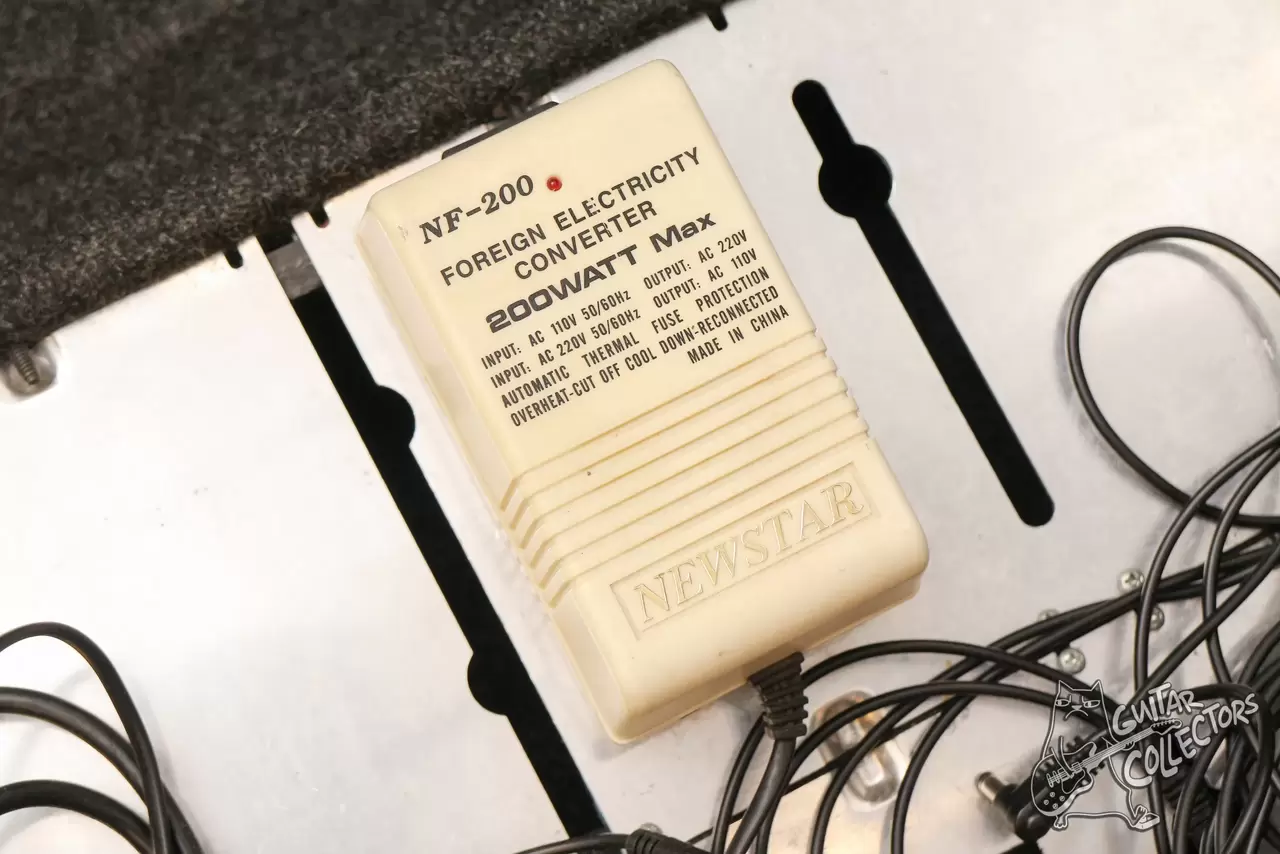 NF-200
FOREIGN ELECTRICITY
CONVERTER
200WATT Max
INPUT: AC 110V 50/60Hz OUTPUT: AC 220V
INPUT: AC 220V 50/60Hz OUTPUT: AC 110V
AUTOMATIC THERMAL FUSE PROTECTION
OVERHEAT-CUT OFF COOL DOWN-RECONNECTED
MADE IN CHINA
NEWSTAR
GUITAR
COLLECTORS